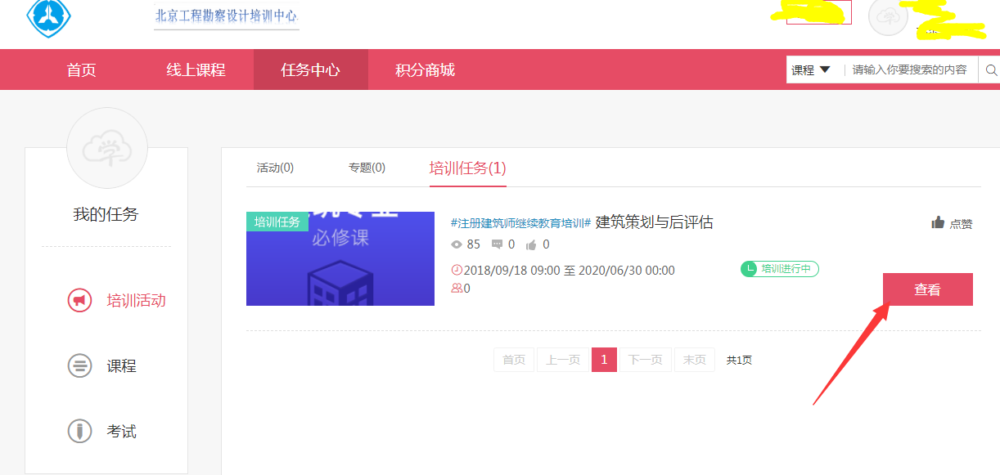 北京工程勘察设计培训中心
首页
线上课程
任务中心
积分商城
课程
请输入你要搜索的内容
学
我的任务
培训活动
课程
考试
活动(0)
专题(0)
培训任务(1)
培训任务
必修课
#注册建筑师继续教育培训# 建筑策划与后评估
点赞
85 0 0
2018/09/18 09:00 至 2020/06/30 00:00
培训进行中
0
查看
首页 上一页 1 下一页 末页 共1页